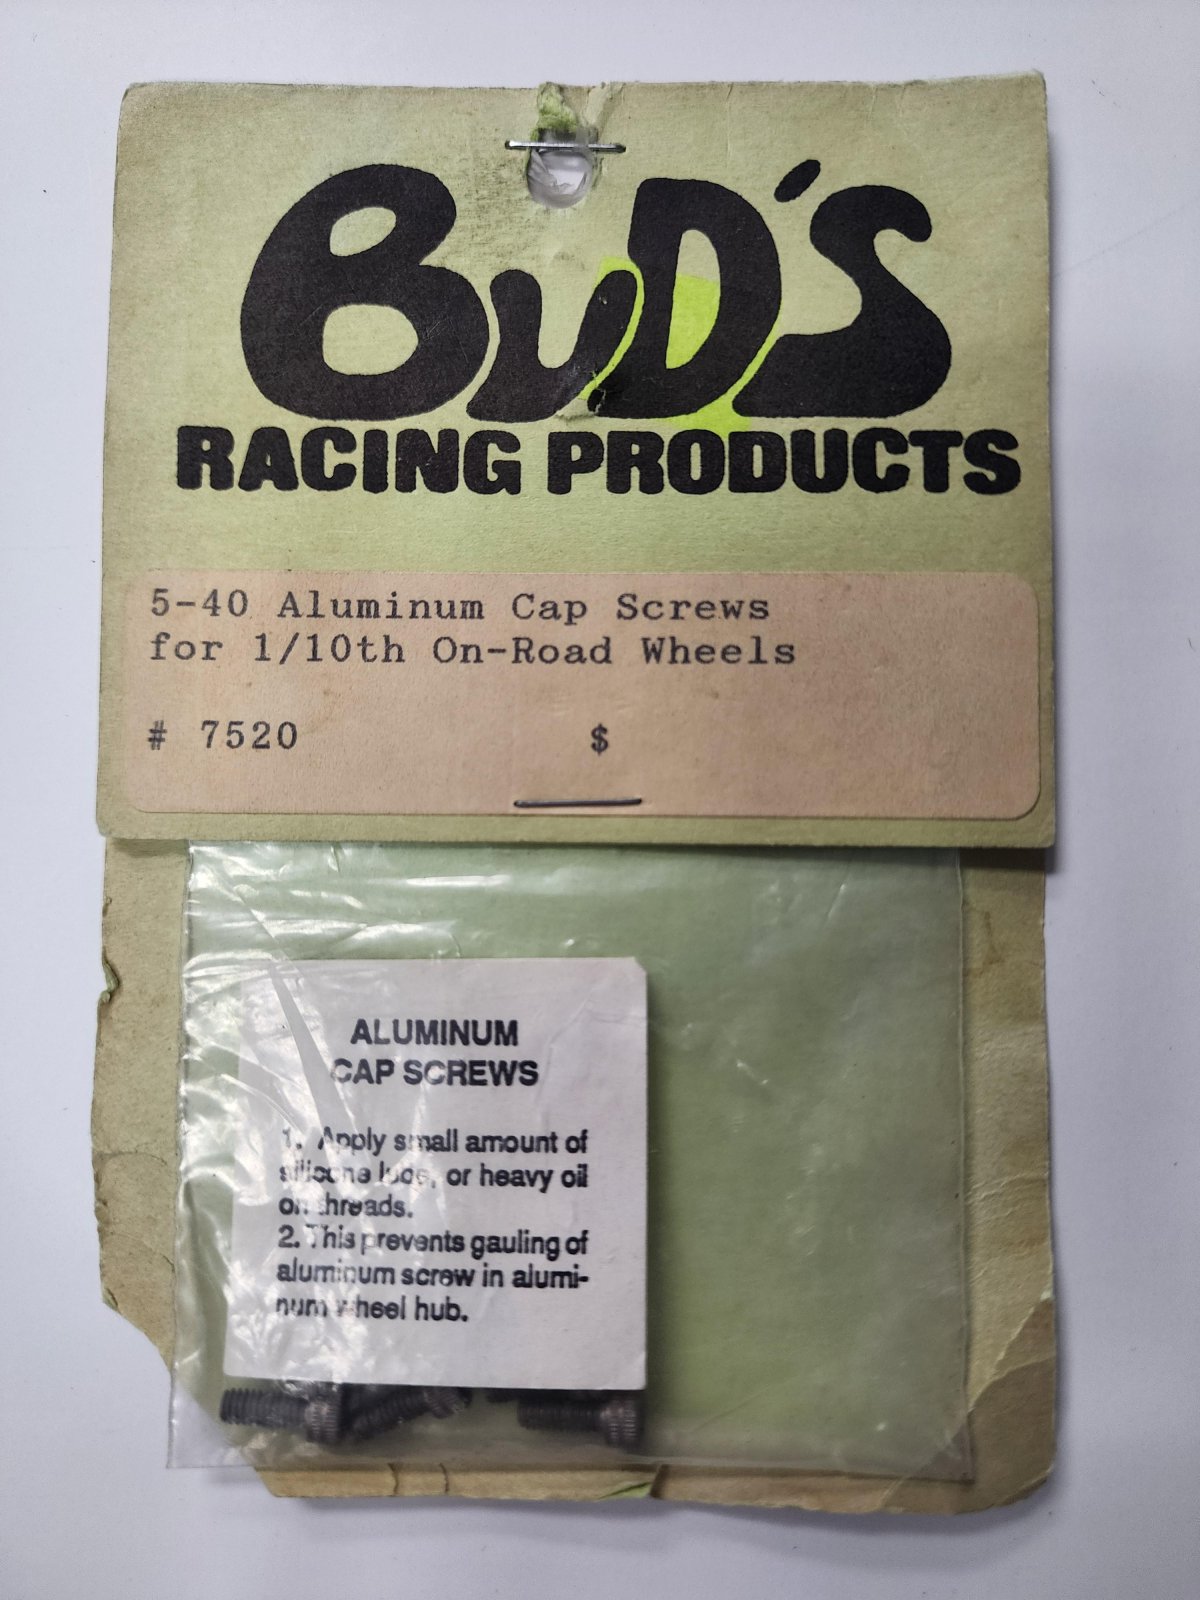 BuD's
RACING PRODUCTS
5-40 Aluminum Cap Screws
for 1/10th On-Road Wheels
# 7520 $
ALUMINUM
CAP SCREWS
1. Apply small amount of
silicone lube, or heavy oil
on threads.
2. This prevents gauling of
aluminum screw in alumi-
num wheel hub.